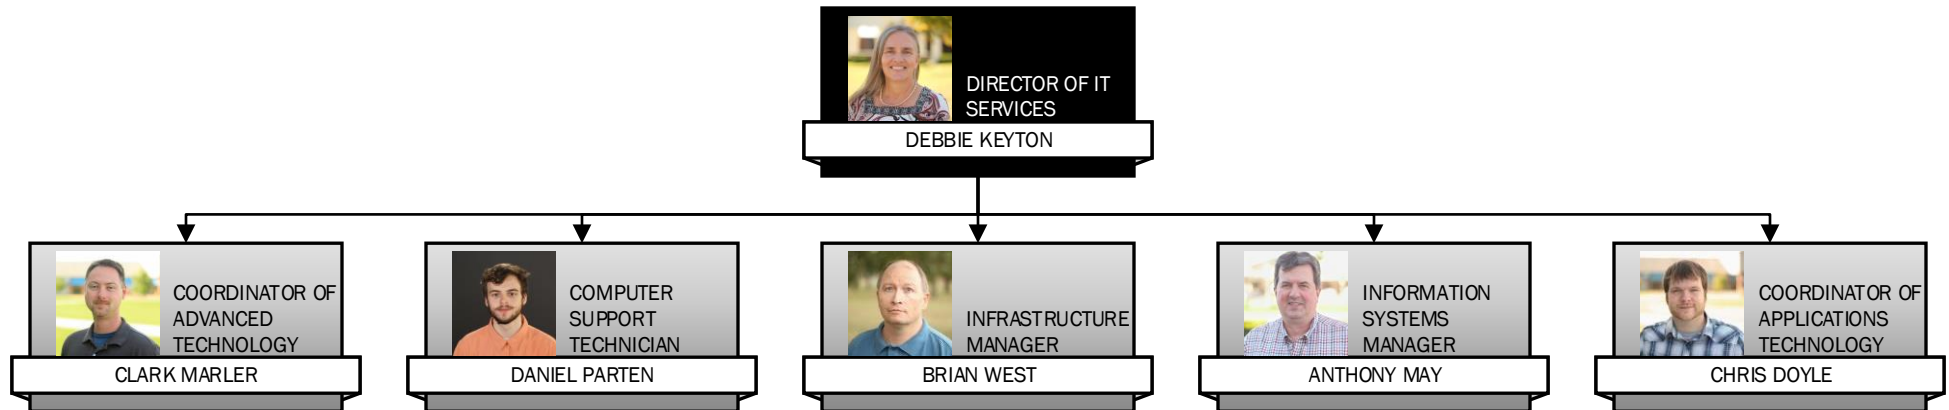 DIRECTOR OF IT
SERVICES
DEBBIE KEYTON
COORDINATOR OF
ADVANCED
TECHNOLOGY
CLARK MARLER
COMPUTER
SUPPORT
TECHNICIAN
DANIEL PARTEN
INFRASTRUCTURE
MANAGER
BRIAN WEST
INFORMATION
SYSTEMS
MANAGER
ANTHONY MAY
COORDINATOR OF
APPLICATIONS
TECHNOLOGY
CHRIS DOYLE